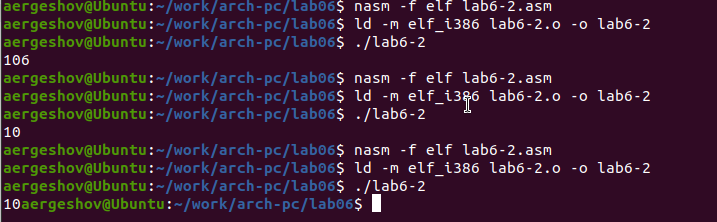 aergeshov@Ubuntu:~/work/arch-pc/lab06$ nasm -f elf lab6-2.asm
aergeshov@Ubuntu:~/work/arch-pc/lab06$ ld -m elf_i386 lab6-2.o -o lab6-2
aergeshov@Ubuntu:~/work/arch-pc/lab06$ ./lab6-2
106
aergeshov@Ubuntu:~/work/arch-pc/lab06$ nasm -f elf lab6-2.asm
aergeshov@Ubuntu:~/work/arch-pc/lab06$ ld -m elf_i386 lab6-2.o -o lab6-2
aergeshov@Ubuntu:~/work/arch-pc/lab06$ ./lab6-2
10
aergeshov@Ubuntu:~/work/arch-pc/lab06$ nasm -f elf lab6-2.asm
aergeshov@Ubuntu:~/work/arch-pc/lab06$ ld -m elf_i386 lab6-2.o -o lab6-2
aergeshov@Ubuntu:~/work/arch-pc/lab06$ ./lab6-2
10aergeshov@Ubuntu:~/work/arch-pc/lab06$